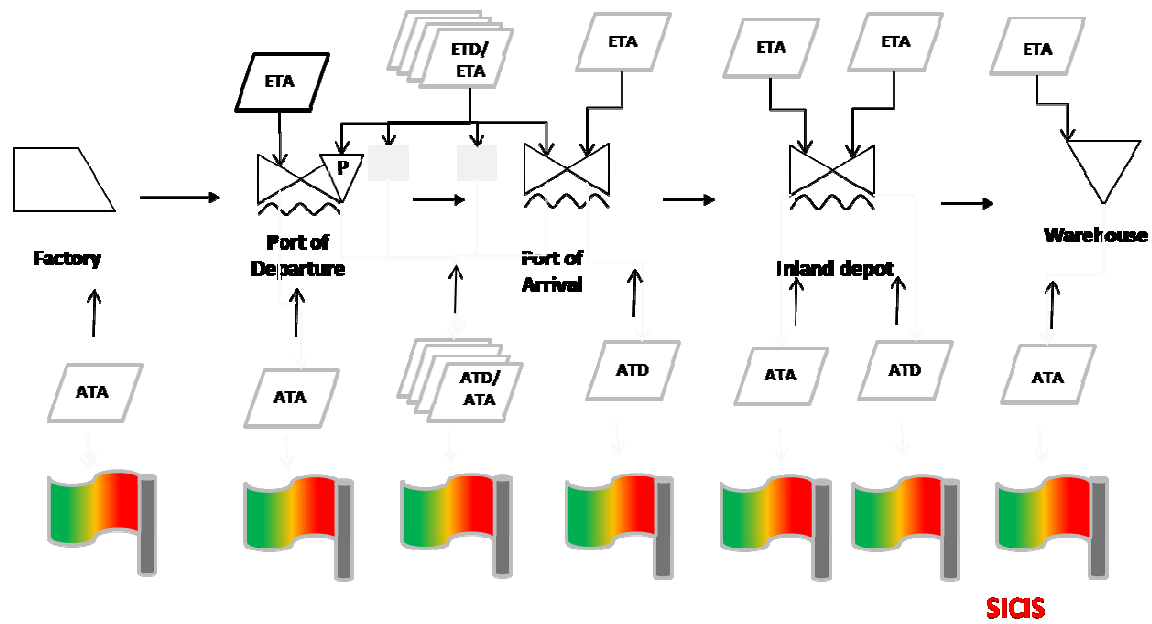 ETD/
ETA
ETA
ETA
ETA
ETA
ETA
P
Factory
Port of
Departure
Port of
Arrival
Inland depot
Warehouse
ATA
ATA
ATD/
ATA
ATD
ATA
ATD
ATA
SICIS